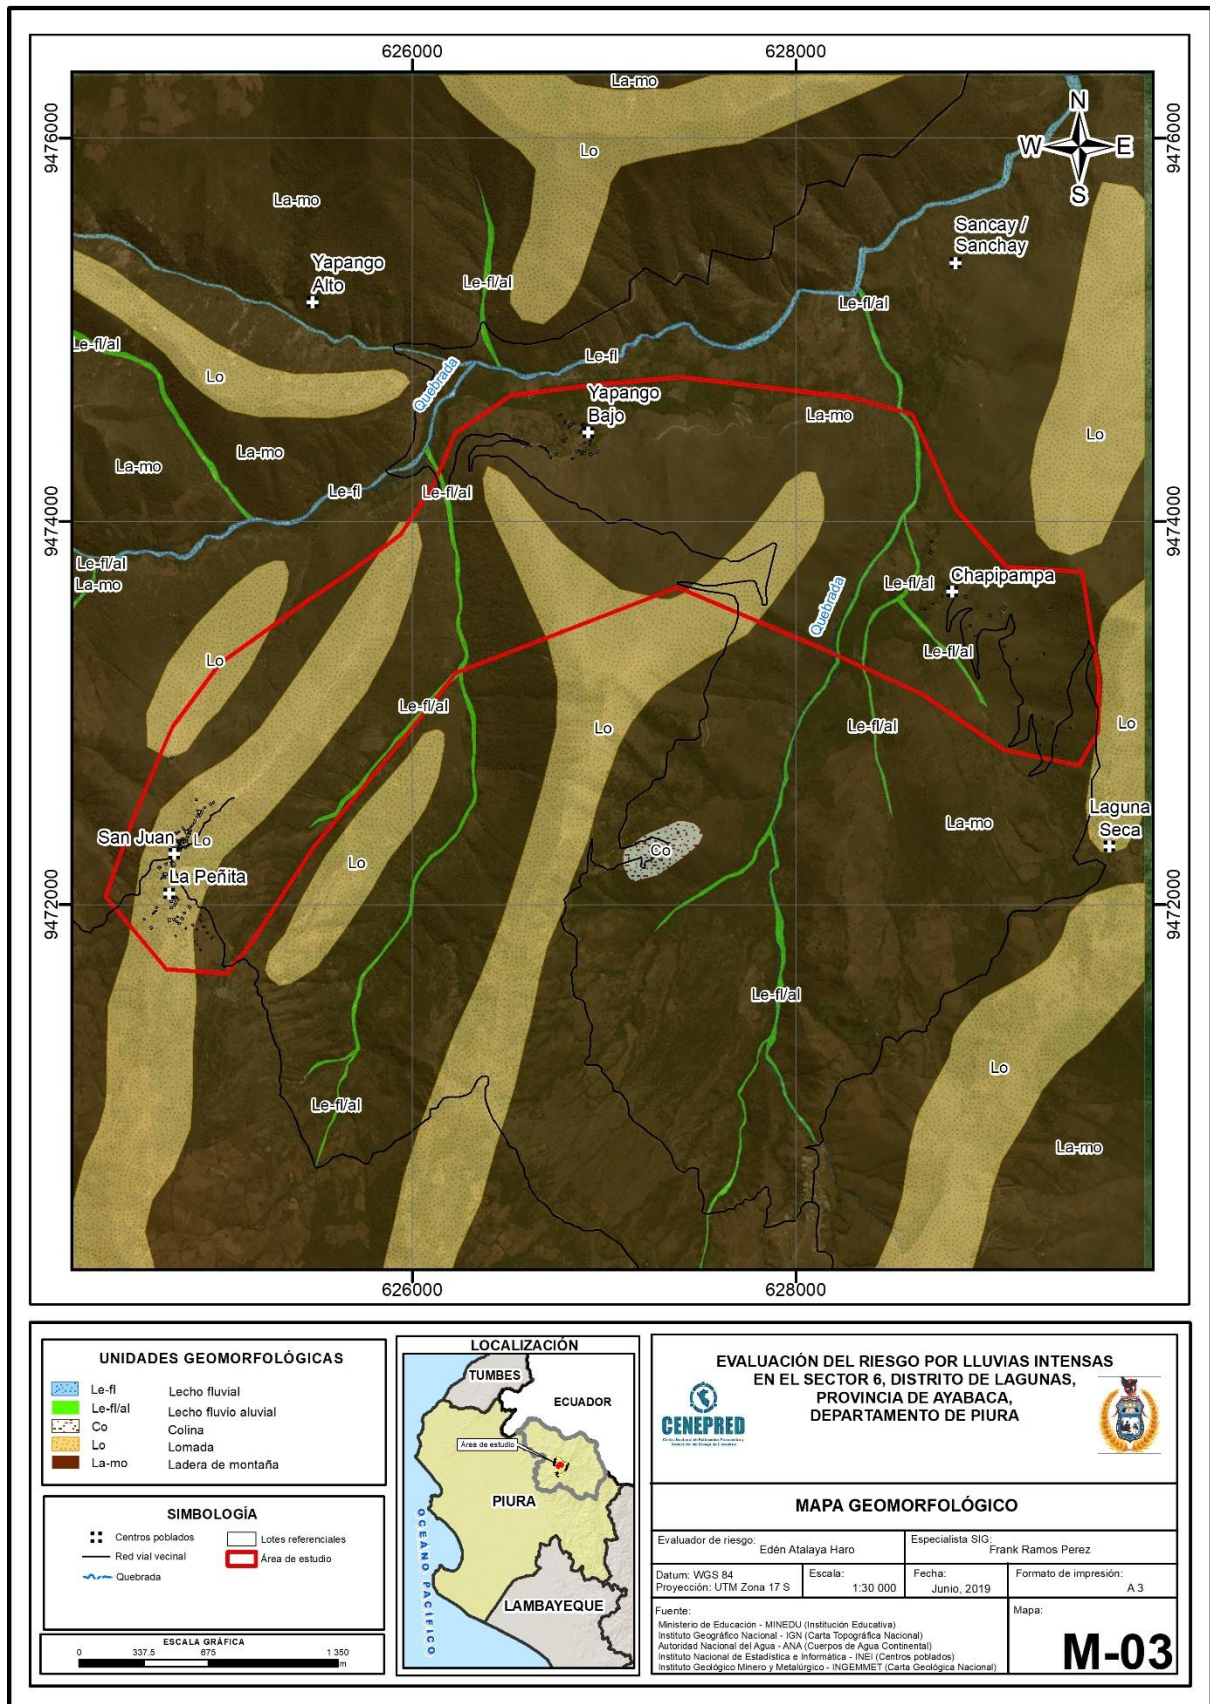 626000
628000
9476000
9476000
9474000
9474000
9472000
9472000
626000
628000
N
W
E
S
La-mo
Lo
La-mo
Sancay /
Sanchay
Yapango
Alto
Le-fl/al
Le-fl/al
Le-fl/al
Le-fl
Quebrada
Lo
Yapango
Bajo
La-mo
Lo
La-mo
La-mo
Le-fl
Le-fl/al
Le-fl/al
La-mo
Le-fl/al
Chapipampa
Quebrada
Lo
Le-fl/al
Le-fl/al
Lo
Le-fl/al
Lo
Laguna
Seca
La-mo
San Juan
Lo
La Peñita
Lo
Co
Le-fl/al
Lo
Le-fl/al
La-mo
UNIDADES GEOMORFOLÓGICAS
Le-fl Lecho fluvial
Le-fl/al Lecho fluvio aluvial
Co Colina
Lo Lomada
La-mo Ladera de montaña
SIMBOLOGÍA
Centros poblados
Lotes referenciales
Red vial vecinal
Área de estudio
Quebrada
ESCALA GRÁFICA
0 337.5 675 1 350
m
LOCALIZACIÓN
TUMBES
ECUADOR
Área de estudio
PIURA
OCEÁNO PACÍFICO
LAMBAYEQUE
EVALUACIÓN DEL RIESGO POR LLUVIAS INTENSAS
EN EL SECTOR 6, DISTRITO DE LAGUNAS,
PROVINCIA DE AYABACA,
DEPARTAMENTO DE PIURA
CENEPRED
MAPA GEOMORFOLÓGICO
Evaluador de riesgo:
Edén Atalaya Haro
Especialista SIG:
Frank Ramos Perez
Datum: WGS 84
Proyección: UTM Zona 17 S
Escala:
1:30 000
Fecha:
Junio, 2019
Formato de impresión:
A 3
Fuente:
Ministerio de Educación - MINEDU (Institución Educativa)
Instituto Geográfico Nacional - IGN (Carta Topográfica Nacional)
Autoridad Nacional del Agua - ANA (Cuerpos de Agua Continental)
Instituto Nacional de Estadística e Informática - INEI (Centros poblados)
Instituto Geológico Minero y Metalúrgico - INGEMMET (Carta Geológica Nacional)
Mapa:
M-03